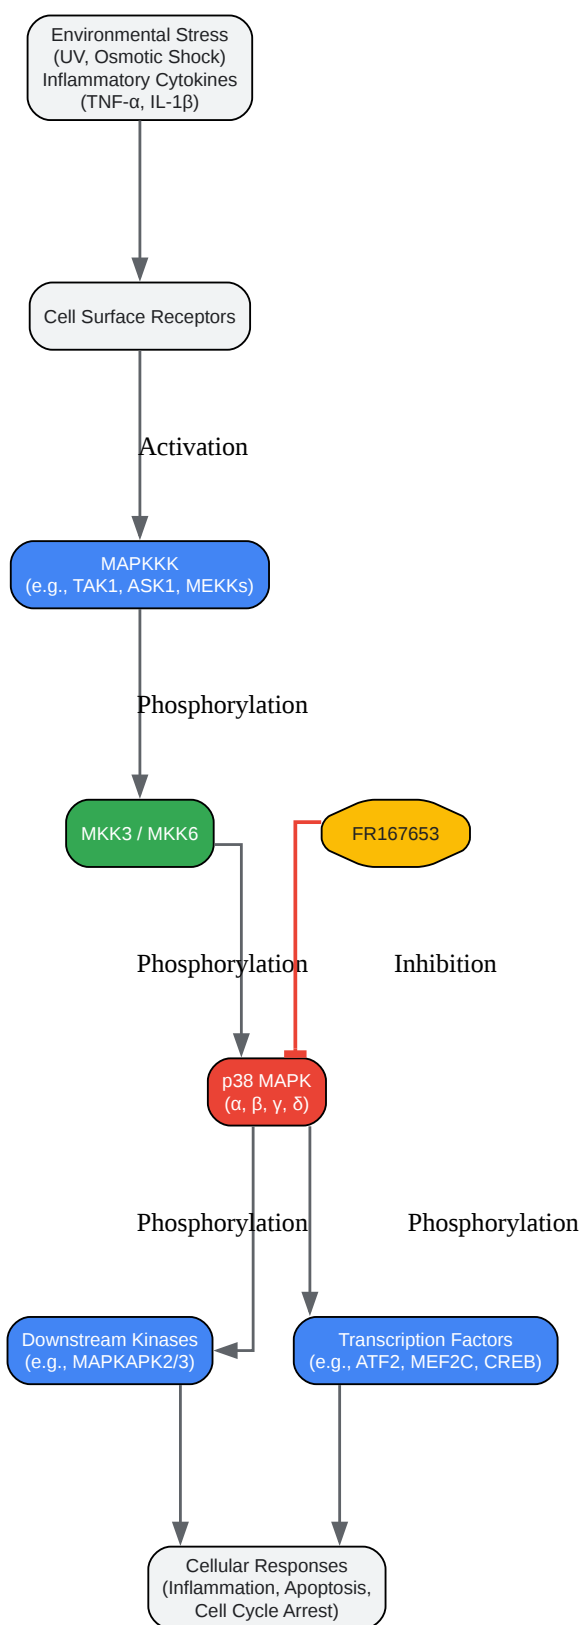 Environmental Stress
(UV, Osmotic Shock)
Inflammatory Cytokines
(TNF-α, IL-1β)
Cell Surface Receptors
Activation
MAPKKK
(e.g., TAK1, ASK1, MEKKs)
Phosphorylation
MKK3 / MKK6
FR167653
Phosphorylation
Inhibition
p38 MAPK
(α, β, γ, δ)
Phosphorylation
Phosphorylation
Downstream Kinases
(e.g., MAPKAPK2/3)
Transcription Factors
(e.g., ATF2, MEF2C, CREB)
Cellular Responses
(Inflammation, Apoptosis,
Cell Cycle Arrest)